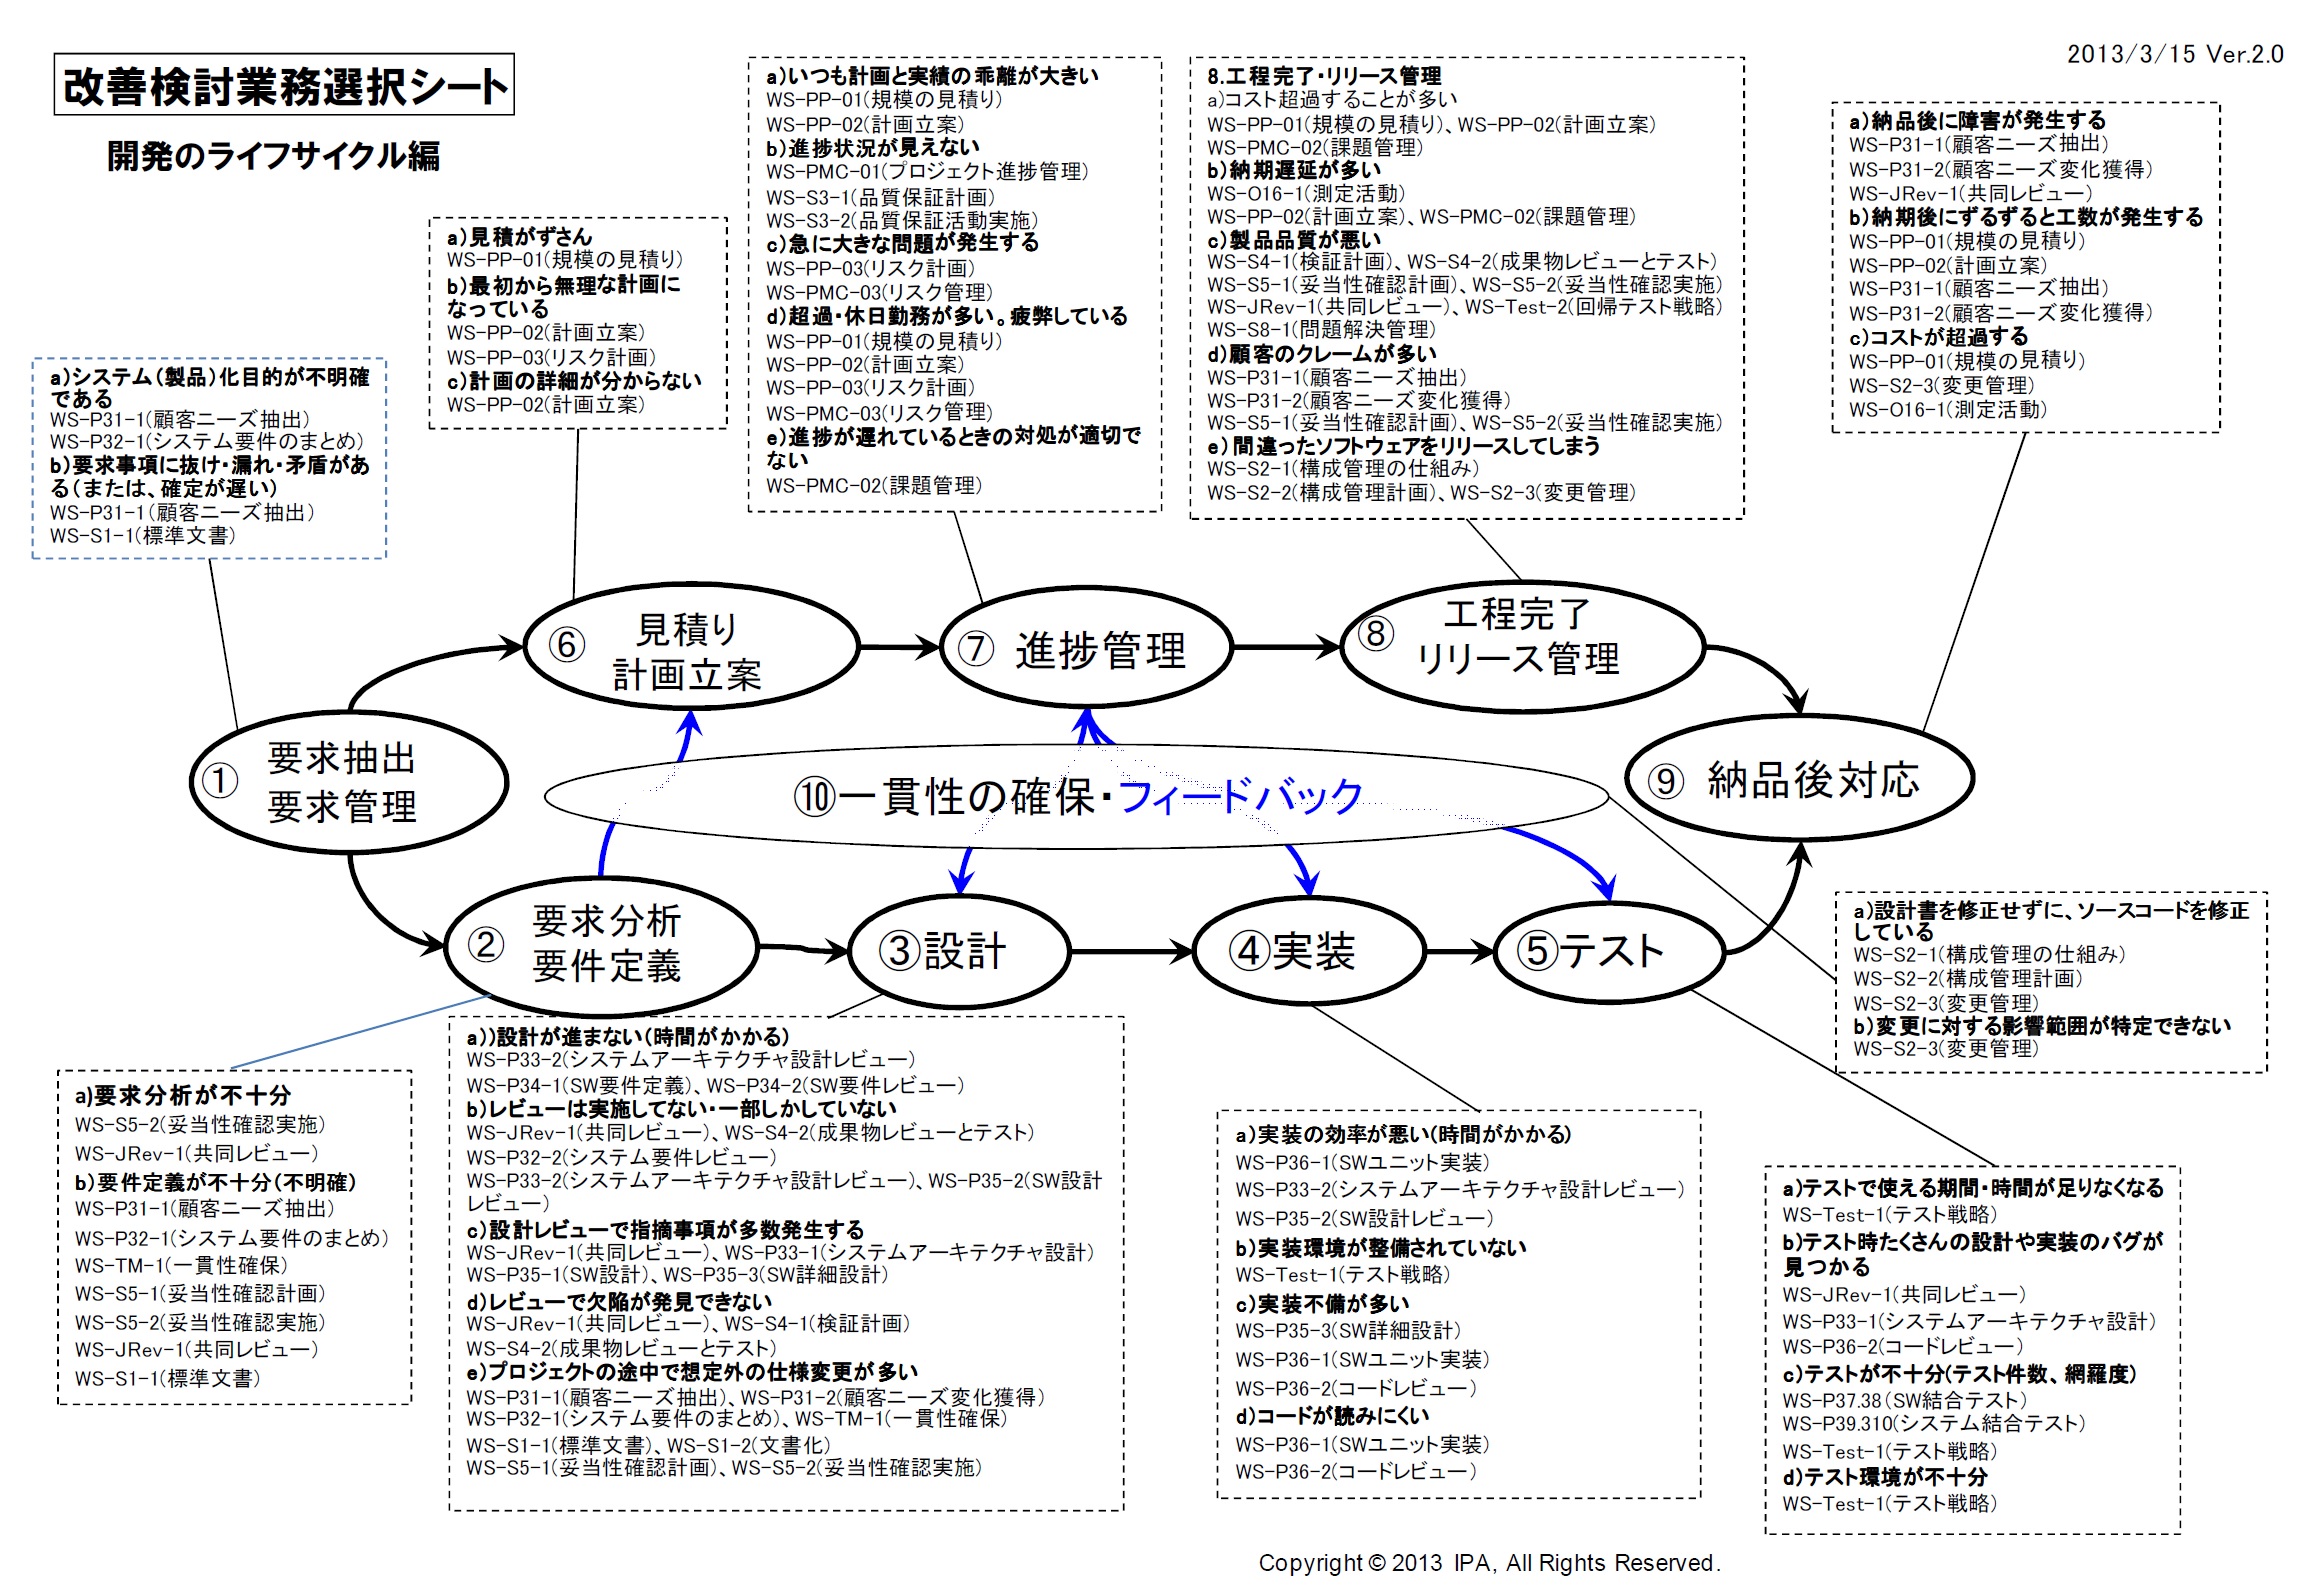 2013/3/15 Ver.2.0
改善検討業務選択シート
開発のライフサイクル編
a)システム(製品)化目的が不明確
である
WS-P31-1(顧客ニーズ抽出)
WS-P32-1(システム要件のまとめ)
b)要求事項に抜け・漏れ・矛盾があ
る(または、確定が遅い)
WS-P31-1(顧客ニーズ抽出)
WS-S1-1(標準文書)
a)見積がずさん
WS-PP-01(規模の見積り)
b)最初から無理な計画に
なっている
WS-PP-02(計画立案)
WS-PP-03(リスク計画)
c)計画の詳細が分からない
WS-PP-02(計画立案)
a)いつも計画と実績の乖離が大きい
WS-PP-01(規模の見積り)
WS-PP-02(計画立案)
b)進捗状況が見えない
WS-PMC-01(プロジェクト進捗管理)
WS-S3-1(品質保証計画)
WS-S3-2(品質保証活動実施)
c)急に大きな問題が発生する
WS-PP-03(リスク計画)
WS-PMC-03(リスク管理)
d)超過・休日勤務が多い。疲弊している
WS-PP-01(規模の見積り)
WS-PP-02(計画立案)
WS-PP-03(リスク計画)
WS-PMC-03(リスク管理)
e)進捗が遅れているときの対処が適切で
ない
WS-PMC-02(課題管理)
8.工程完了・リリース管理
a)コスト超過することが多い
WS-PP-01(規模の見積り)、WS-PP-02(計画立案)
WS-PMC-02(課題管理)
b)納期遅延が多い
WS-O16-1(測定活動)
WS-PP-02(計画立案)、WS-PMC-02(課題管理)
c)製品品質が悪い
WS-S4-1(検証計画)、WS-S4-2(成果物レビューとテスト)
WS-S5-1(妥当性確認計画)、WS-S5-2(妥当性確認実施)
WS-JRev-1(共同レビュー)、WS-Test-2(回帰テスト戦略)
WS-S8-1(問題解決管理)
d)顧客のクレームが多い
WS-P31-1(顧客ニーズ抽出)
WS-P31-2(顧客ニーズ変化獲得)
WS-S5-1(妥当性確認計画)、WS-S5-2(妥当性確認実施)
e)間違ったソフトウェアをリリースしてしまう
WS-S2-1(構成管理の仕組み)
WS-S2-2(構成管理計画)、WS-S2-3(変更管理)
a)納品後に障害が発生する
WS-P31-1(顧客ニーズ抽出)
WS-P31-2(顧客ニーズ変化獲得)
WS-JRev-1(共同レビュー)
b)納期後にずるずると工数が発生する
WS-PP-01(規模の見積り)
WS-PP-02(計画立案)
WS-P31-1(顧客ニーズ抽出)
WS-P31-2(顧客ニーズ変化獲得)
c)コストが超過する
WS-PP-01(規模の見積り)
WS-S2-3(変更管理)
WS-O16-1(測定活動)
① 要求抽出
要求管理
⑥ 見積り
計画立案
⑦ 進捗管理
⑧ 工程完了
リリース管理
⑨ 納品後対応
⑩一貫性の確保・フィードバック
② 要求分析
要件定義
③設計
④実装
⑤テスト
a)設計書を修正せずに、ソースコードを修正
している
WS-S2-1(構成管理の仕組み)
WS-S2-2(構成管理計画)
WS-S2-3(変更管理)
b)変更に対する影響範囲が特定できない
WS-S2-3(変更管理)
a)要求分析が不十分
WS-S5-2(妥当性確認実施)
WS-JRev-1(共同レビュー)
b)要件定義が不十分(不明確)
WS-P31-1(顧客ニーズ抽出)
WS-P32-1(システム要件のまとめ)
WS-TM-1(一貫性確保)
WS-S5-1(妥当性確認計画)
WS-S5-2(妥当性確認実施)
WS-JRev-1(共同レビュー)
WS-S1-1(標準文書)
a))設計が進まない(時間がかかる)
WS-P33-2(システムアーキテクチャ設計レビュー)
WS-P34-1(SW要件定義)、WS-P34-2(SW要件レビュー)
b)レビューは実施してない・一部しかしていない
WS-JRev-1(共同レビュー)、WS-S4-2(成果物レビューとテスト)
WS-P32-2(システム要件レビュー)
WS-P33-2(システムアーキテクチャ設計レビュー)、WS-P35-2(SW設計
レビュー)
c)設計レビューで指摘事項が多数発生する
WS-JRev-1(共同レビュー)、WS-P33-1(システムアーキテクチャ設計)
WS-P35-1(SW設計)、WS-P35-3(SW詳細設計)
d)レビューで欠陥が発見できない
WS-JRev-1(共同レビュー)、WS-S4-1(検証計画)
WS-S4-2(成果物レビューとテスト)
e)プロジェクトの途中で想定外の仕様変更が多い
WS-P31-1(顧客ニーズ抽出)、WS-P31-2(顧客ニーズ変化獲得)
WS-P32-1(システム要件のまとめ)、WS-TM-1(一貫性確保)
WS-S1-1(標準文書)、WS-S1-2(文書化)
WS-S5-1(妥当性確認計画)、WS-S5-2(妥当性確認実施)
a)実装の効率が悪い(時間がかかる)
WS-P36-1(SWユニット実装)
WS-P33-2(システムアーキテクチャ設計レビュー)
WS-P35-2(SW設計レビュー)
b)実装環境が整備されていない
WS-Test-1(テスト戦略)
c)実装不備が多い
WS-P35-3(SW詳細設計)
WS-P36-1(SWユニット実装)
WS-P36-2(コードレビュー)
d)コードが読みにくい
WS-P36-1(SWユニット実装)
WS-P36-2(コードレビュー)
a)テストで使える期間・時間が足りなくなる
WS-Test-1(テスト戦略)
b)テスト時たくさんの設計や実装のバグが
見つかる
WS-JRev-1(共同レビュー)
WS-P33-1(システムアーキテクチャ設計)
WS-P36-2(コードレビュー)
c)テストが不十分(テスト件数、網羅度)
WS-P37.38(SW結合テスト)
WS-P39.310(システム結合テスト)
WS-Test-1(テスト戦略)
d)テスト環境が不十分
WS-Test-1(テスト戦略)
Copyright © 2013 IPA, All Rights Reserved.